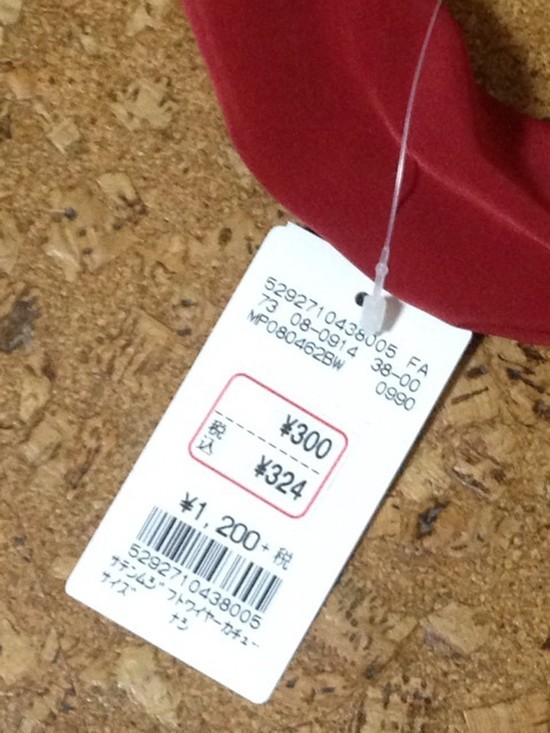 5292710438005 FA
73 08-0914 38-00
MP080462BW 0990
¥300
税込 ¥324
¥1,200+税
5292710438005
サテンムジ フトワイヤーカチュー
サイズ ナシ